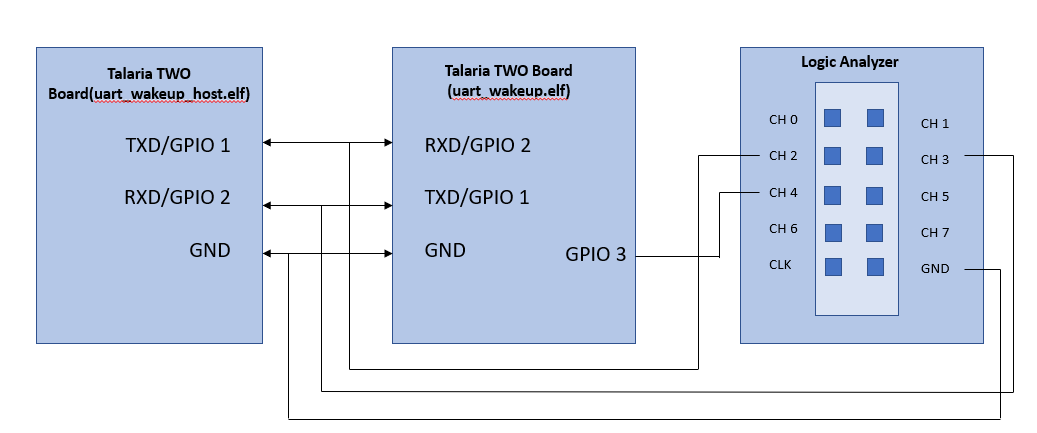 Talaria TWO
Board(uart_wakeup_host.elf)
TXD/GPIO 1
RXD/GPIO 2
GND
Talaria TWO Board
(uart_wakeup.elf)
RXD/GPIO 2
TXD/GPIO 1
GND
GPIO 3
Logic Analyzer
CH 0
CH 1
CH 2
CH 3
CH 4
CH 5
CH 6
CH 7
CLK
GND